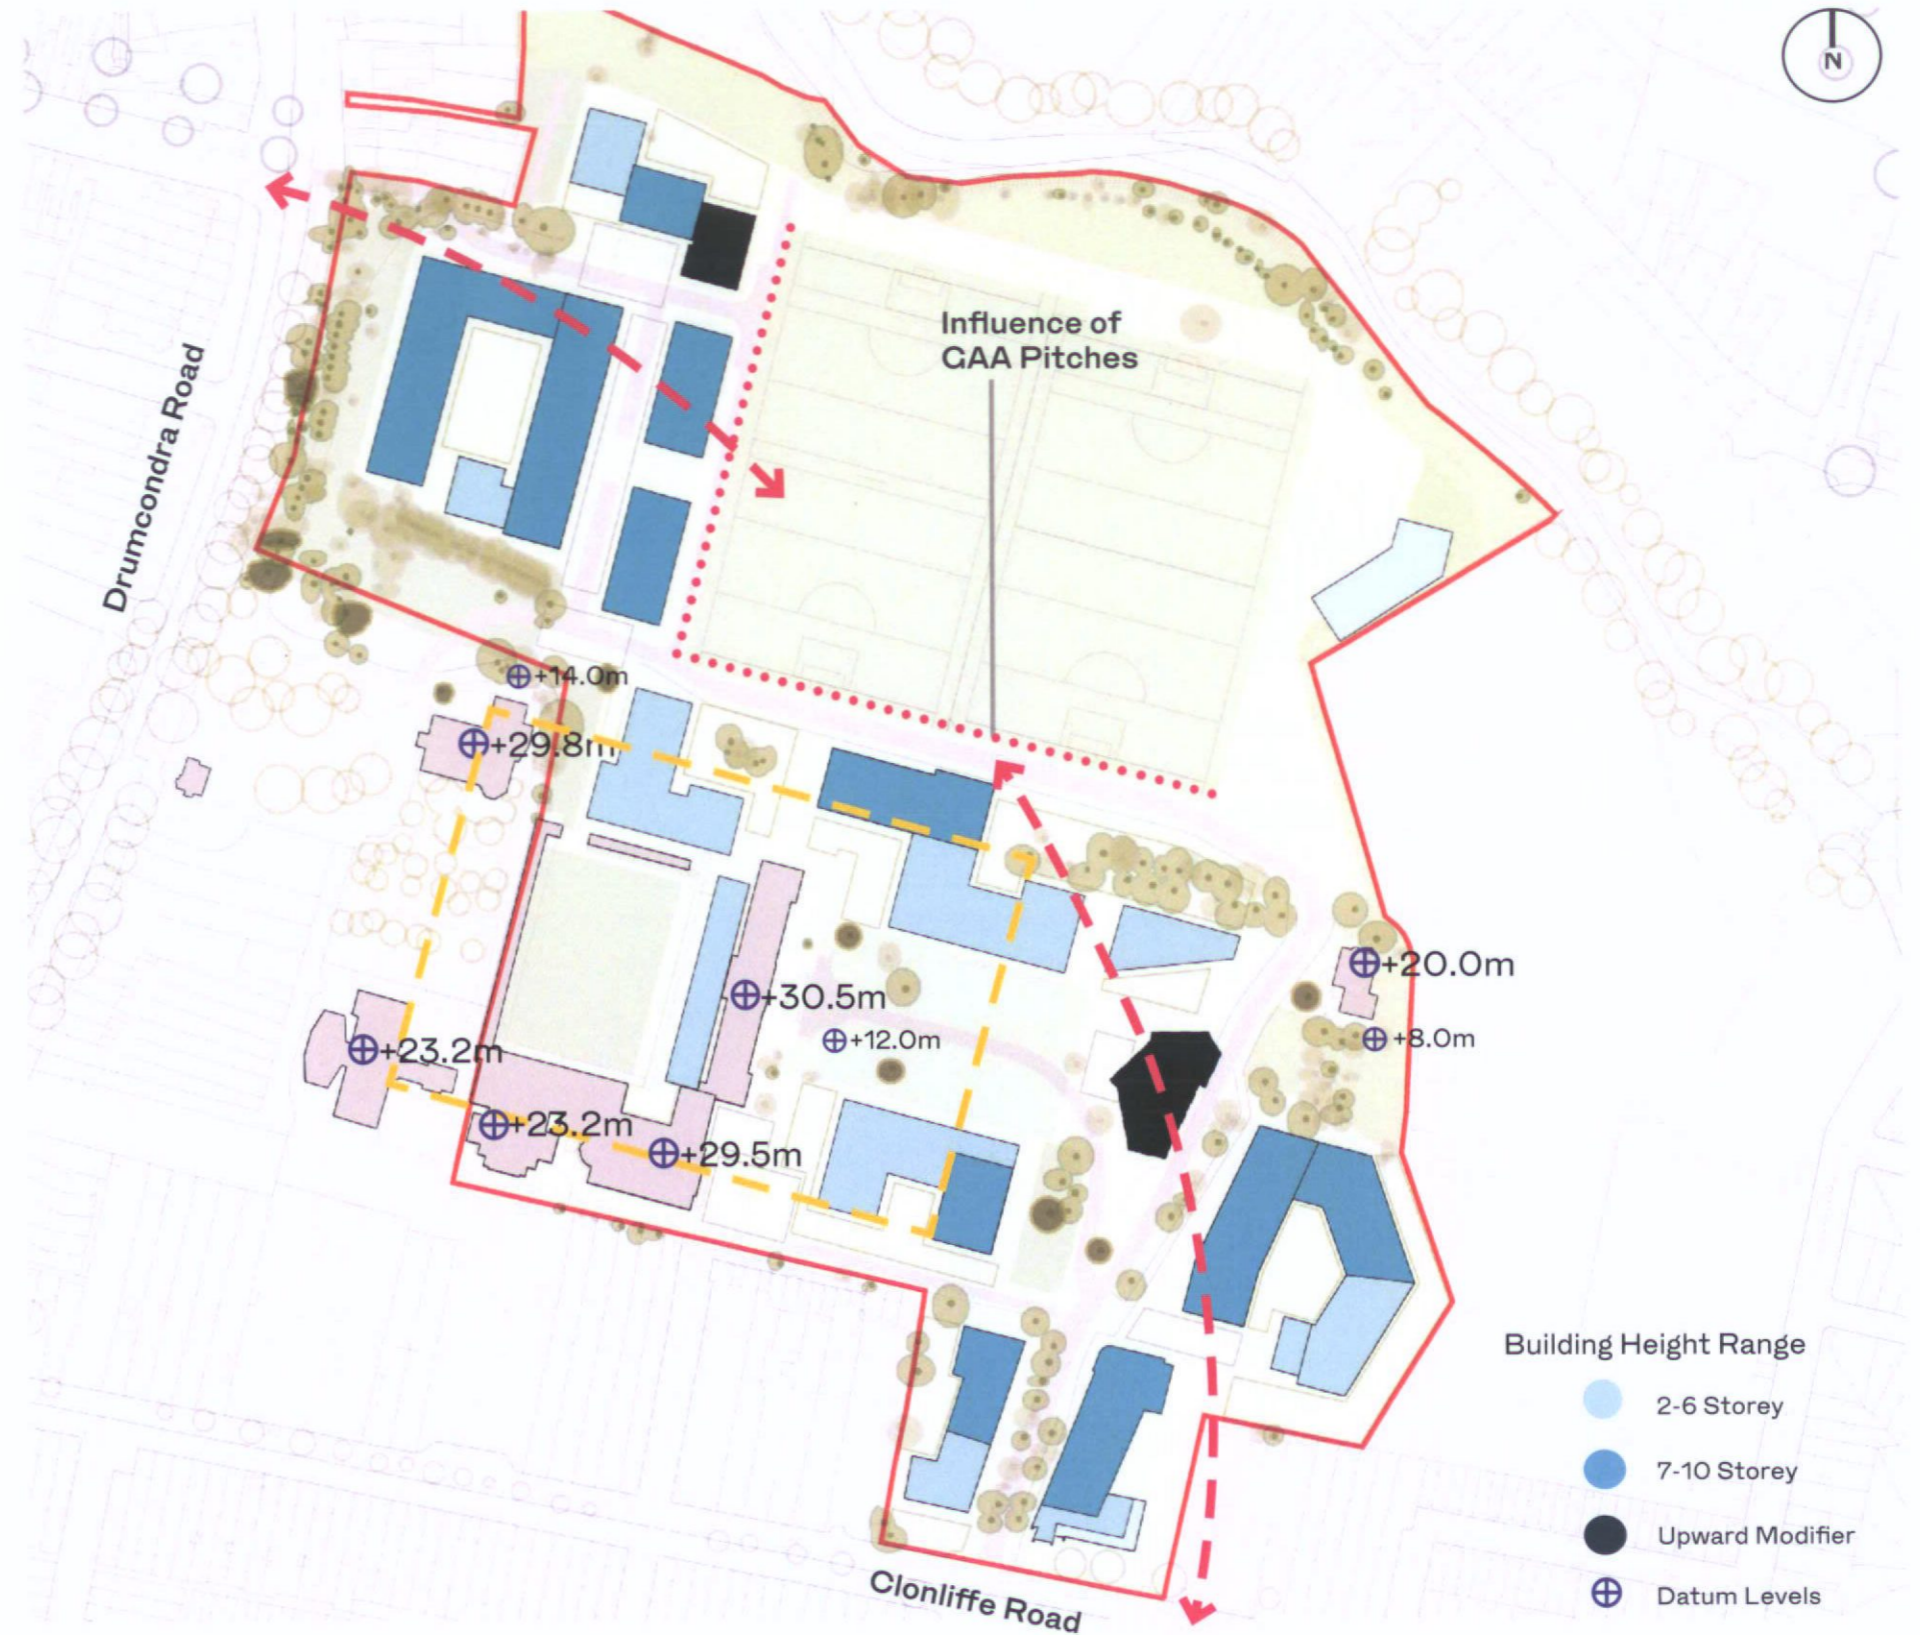 N
Influence of
GAA Pitches
Drumcondra Road
+14.0m
+29.8m
+20.0m
+30.5m
+12.0m
+8.0m
+23.2m
+23.2m
+29.5m
Building Height Range
2-6 Storey
7-10 Storey
Upward Modifier
Datum Levels
Clonliffe Road